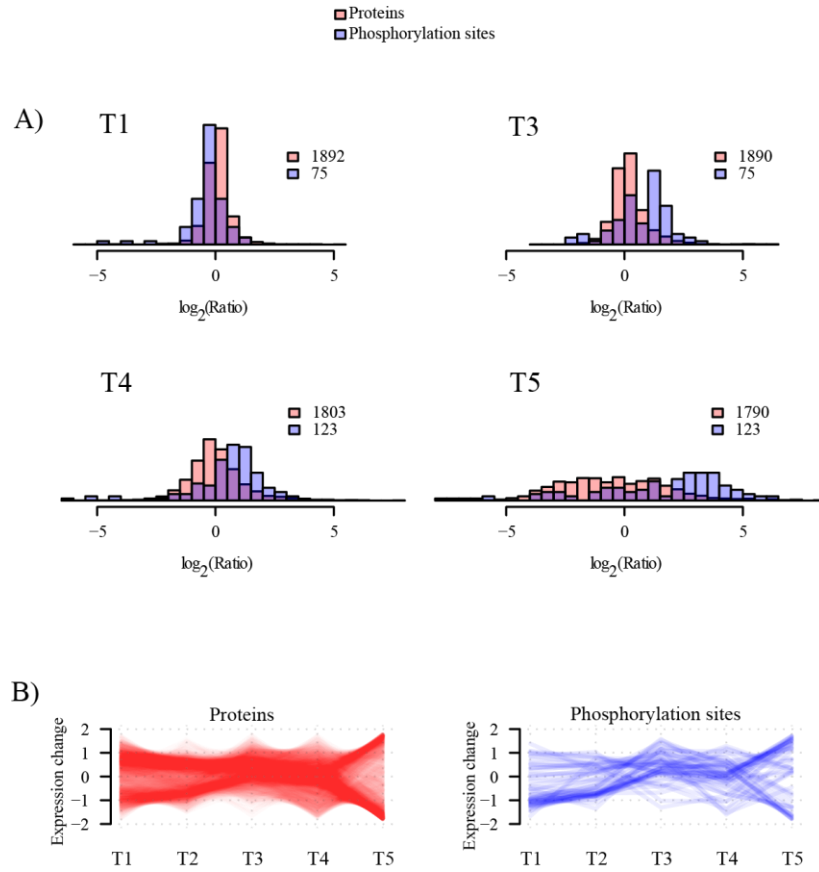 Proteins
Phosphorylation sites
A)
T1
1892
75
−5 0 5
log2(Ratio)
T3
1890
75
−5 0 5
log2(Ratio)
T4
1803
123
−5 0 5
log2(Ratio)
T5
1790
123
−5 0 5
log2(Ratio)
B)
Proteins
Expression change
2
1
0
−1
−2
T1 T2 T3 T4 T5
Phosphorylation sites
Expression change
2
1
0
−1
−2
T1 T2 T3 T4 T5